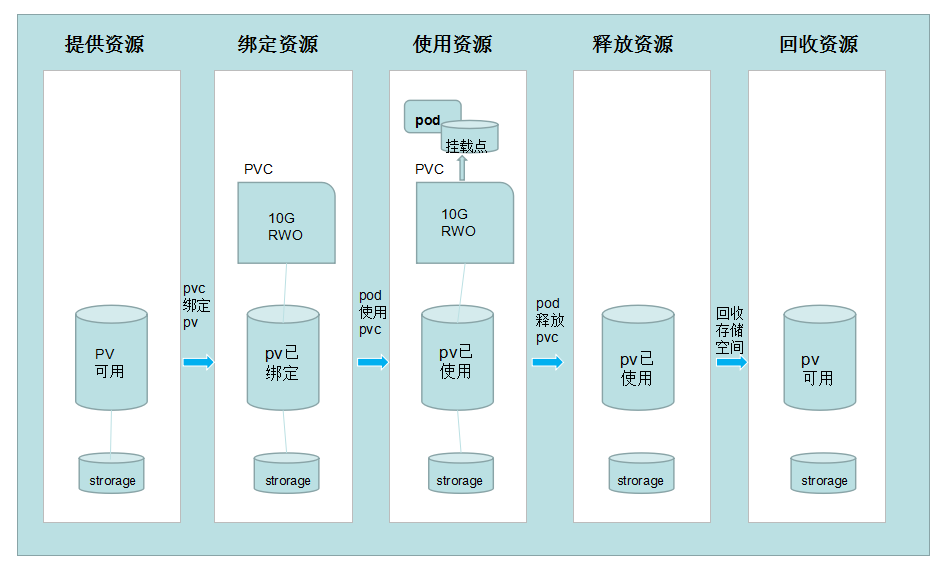 提供资源
绑定资源
使用资源
释放资源
回收资源
PV
可用
strorage
pvc
绑定
pv
PVC
10G
RWO
pv已
绑定
strorage
pod
使用
pvc
pod
挂载点
PVC
10G
RWO
pv已
使用
strorage
pod
释放
pvc
pv已
使用
strorage
回收
存储
空间
pv
可用
strorage